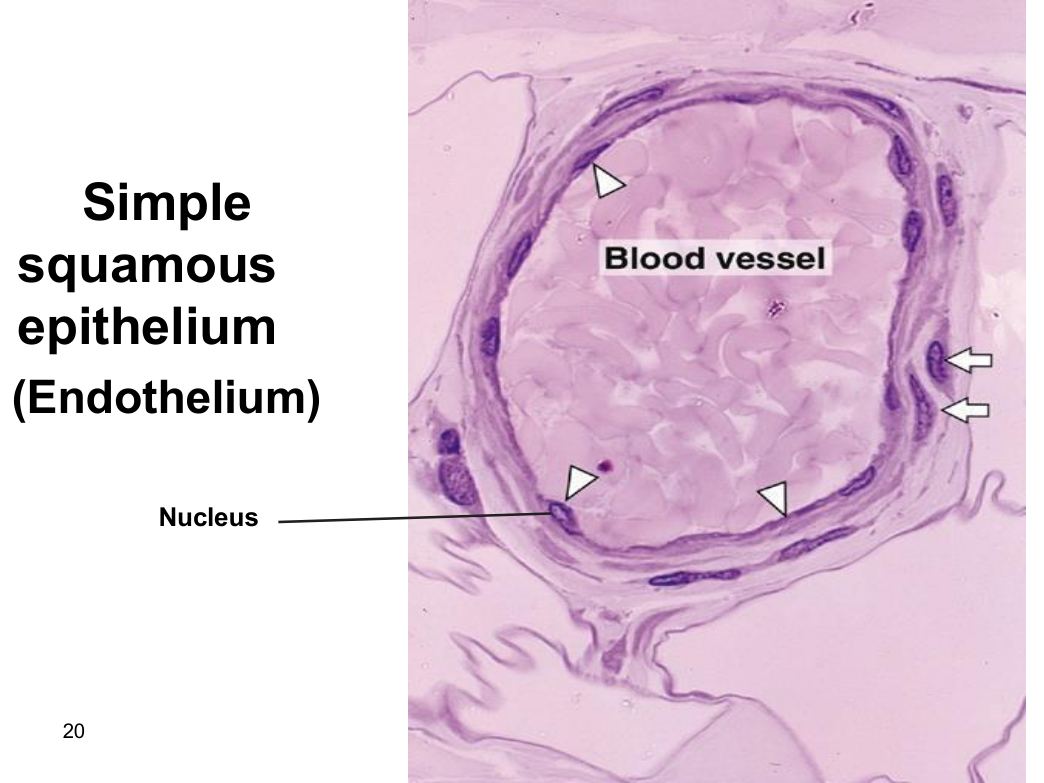 Simple
squamous
epithelium
(Endothelium)
Blood vessel
Nucleus
20